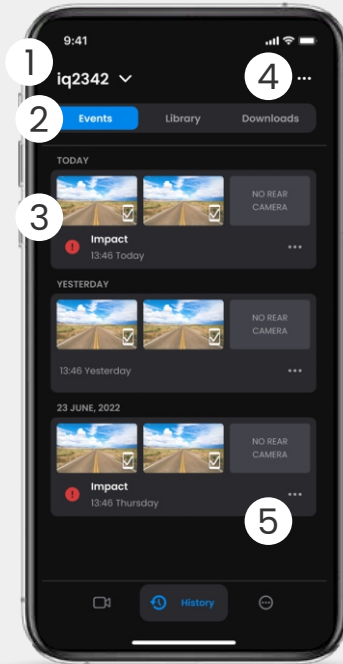 9:41
1
iq2342
4
2
Events
Library
Downloads
TODAY
NO REAR
CAMERA
3
Impact
13:46 Today
YESTERDAY
NO REAR
CAMERA
13:46 Yesterday
23 JUNE, 2022
NO REAR
CAMERA
Impact
13:46 Thursday
5
History